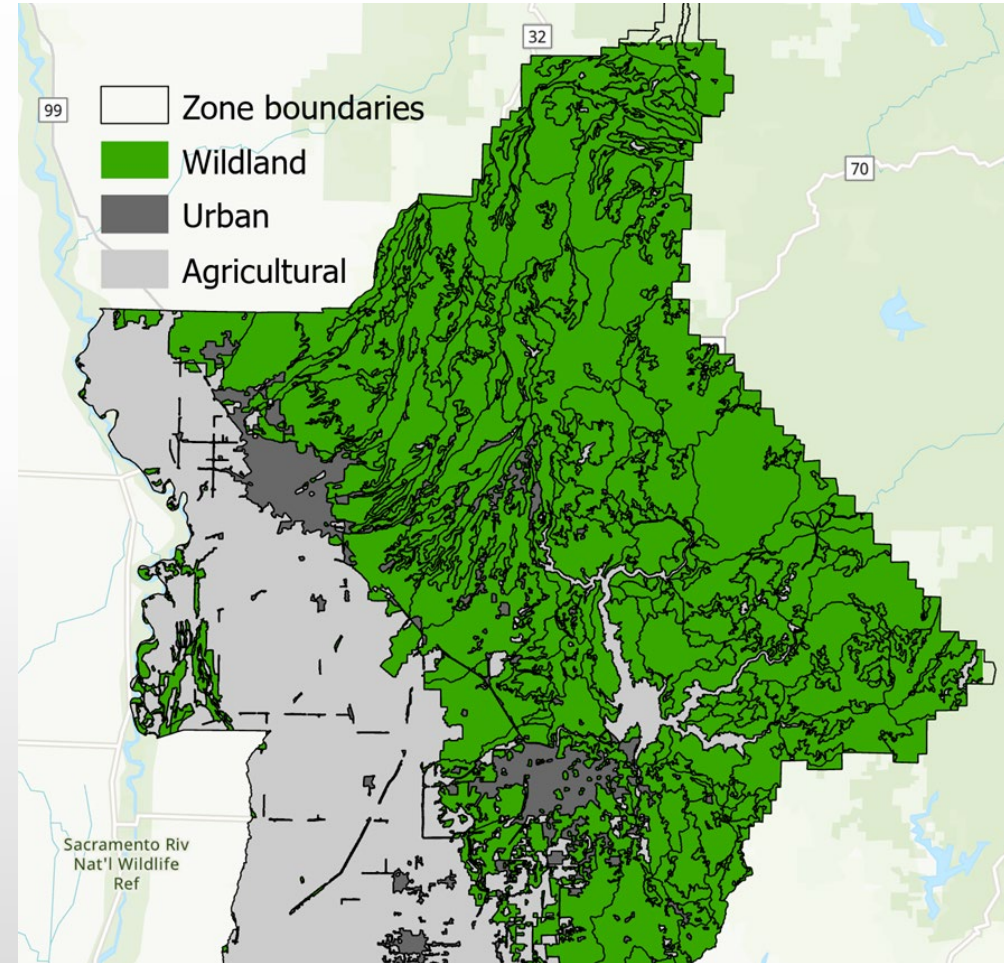 32
99
Zone boundaries
Wildland
70
Urban
Agricultural
Sacramento Riv
Nat'l Wildlife
Ref